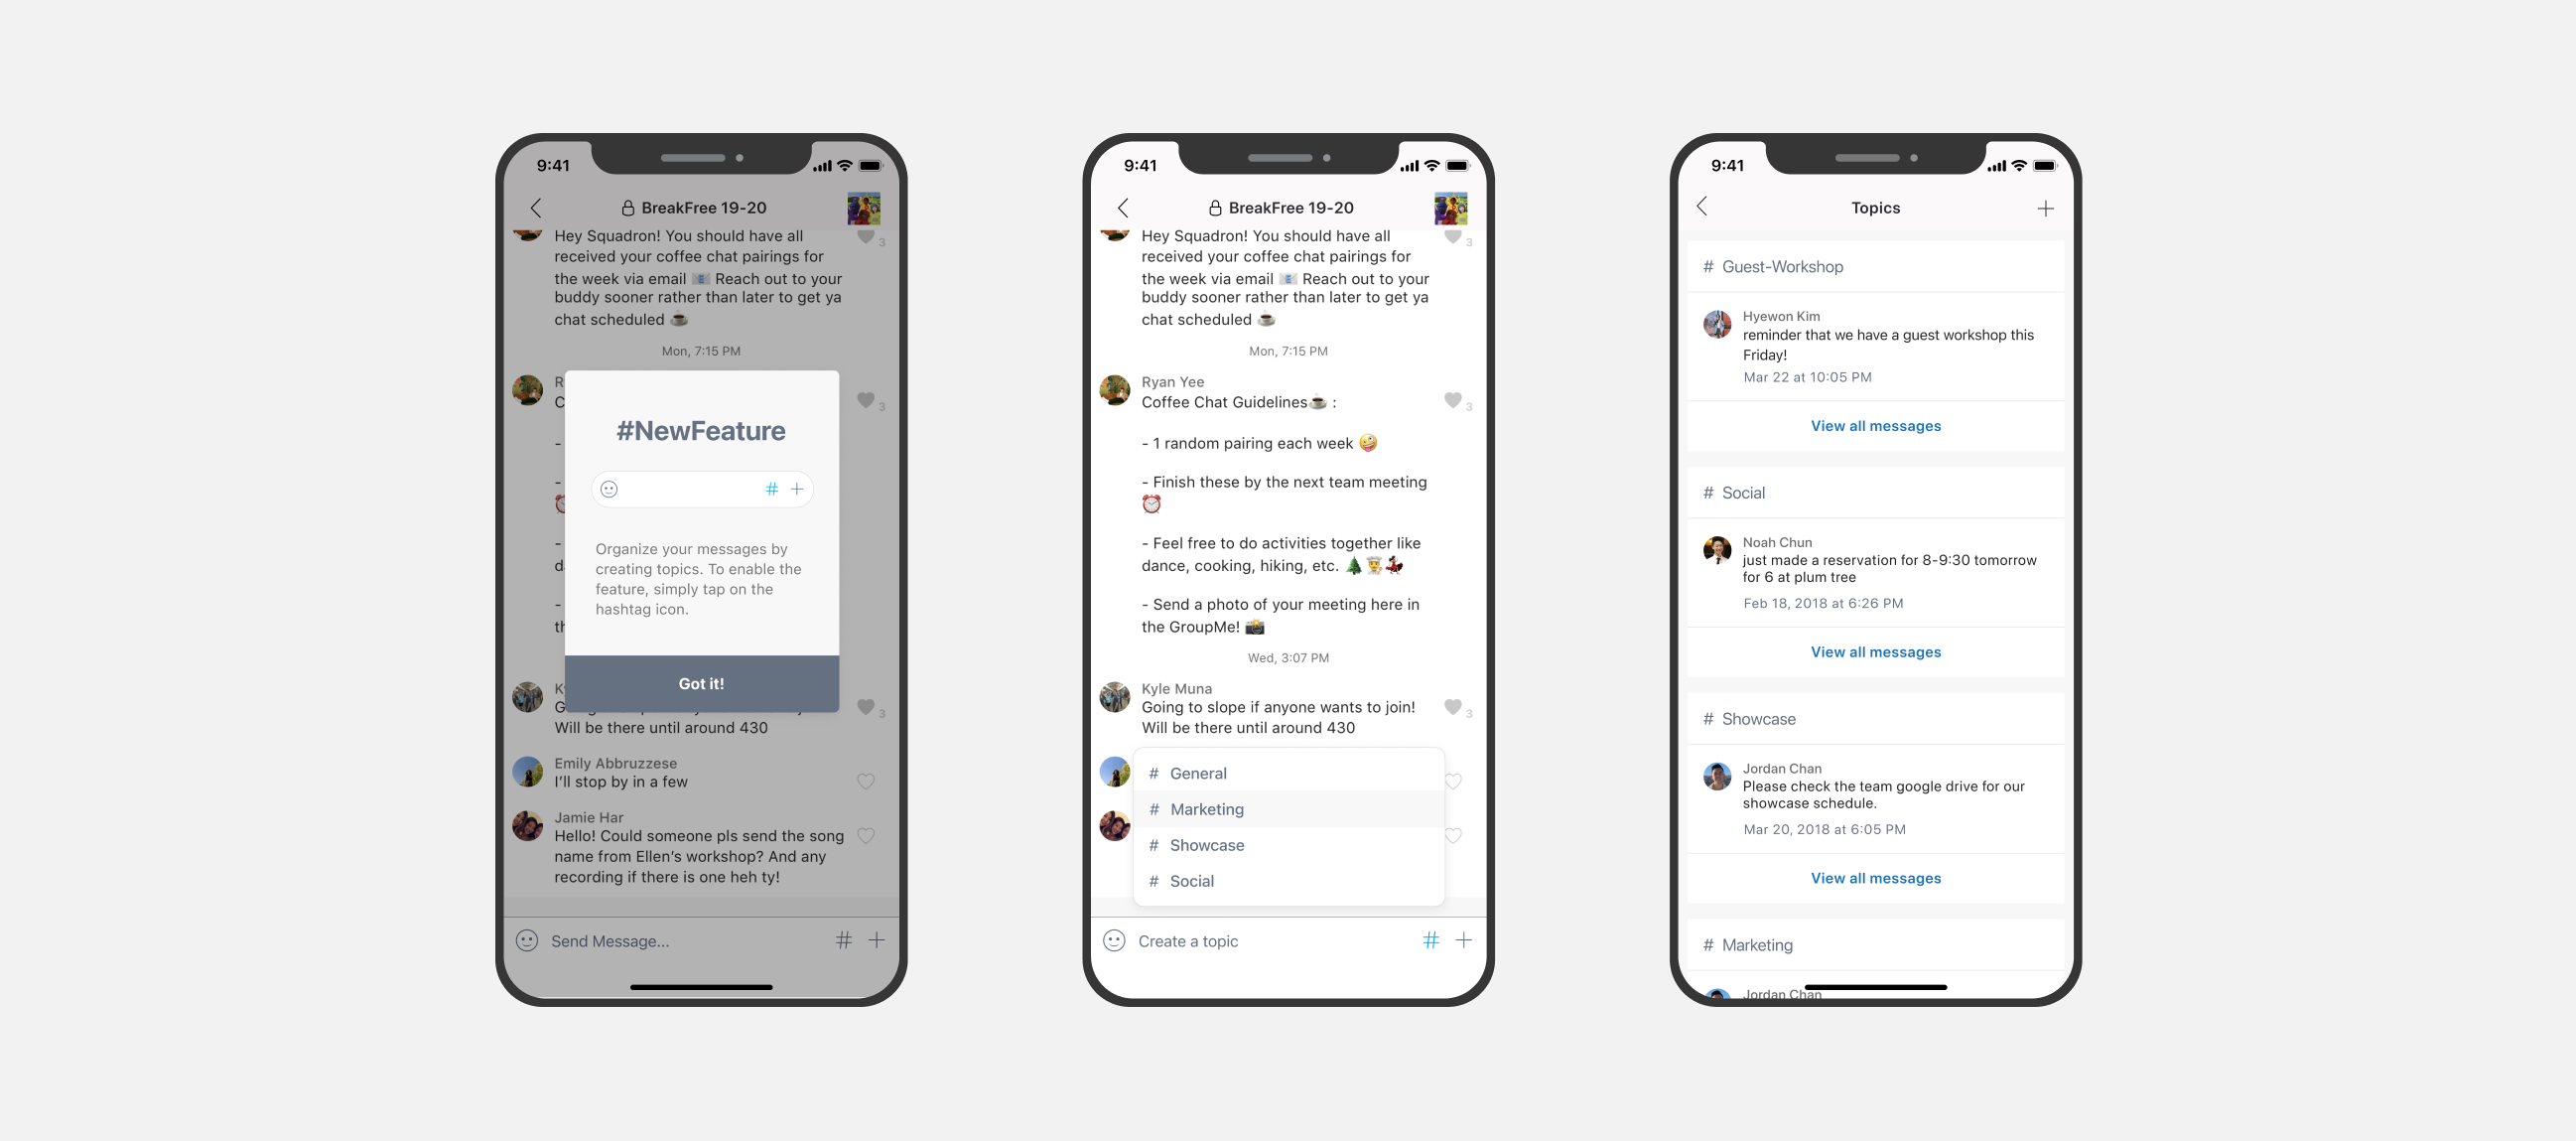 9:41
BreakFree 19-20
Hey Squadron! You should have all
received your coffee chat pairings for
the week via email 📧 Reach out to your
buddy sooner rather than later to get ya
chat scheduled ☕
3
Mon, 7:15 PM
R
C
3
-
-
⏰
-
d
-
th
#NewFeature
#
+
Organize your messages by
creating topics. To enable the
feature, simply tap on the
hashtag icon.
Got it!
K
G
3
Will be there until around 430
Emily Abbruzzese
I'll stop by in a few
Jamie Har
Hello! Could someone pls send the song
name from Ellen's workshop? And any
recording if there is one heh ty!
Send Message...
#
+
9:41
BreakFree 19-20
Hey Squadron! You should have all
received your coffee chat pairings for
the week via email 📧 Reach out to your
buddy sooner rather than later to get ya
chat scheduled ☕
3
Mon, 7:15 PM
Ryan Yee
Coffee Chat Guidelines☕ :
3
- 1 random pairing each week 🤪
- Finish these by the next team meeting
⏰
- Feel free to do activities together like
dance, cooking, hiking, etc. 🌲👨‍🍳💃
- Send a photo of your meeting here in
the GroupMe! 📸
Wed, 3:07 PM
Kyle Muna
Going to slope if anyone wants to join!
3
Will be there until around 430
# General
# Marketing
# Showcase
# Social
Create a topic
#
+
9:41
Topics
+
# Guest-Workshop
Hyewon Kim
reminder that we have a guest workshop this
Friday!
Mar 22 at 10:05 PM
View all messages
# Social
Noah Chun
just made a reservation for 8-9:30 tomorrow
for 6 at plum tree
Feb 18, 2018 at 6:26 PM
View all messages
# Showcase
Jordan Chan
Please check the team google drive for our
showcase schedule.
Mar 20, 2018 at 6:05 PM
View all messages
# Marketing
Jordan Chan